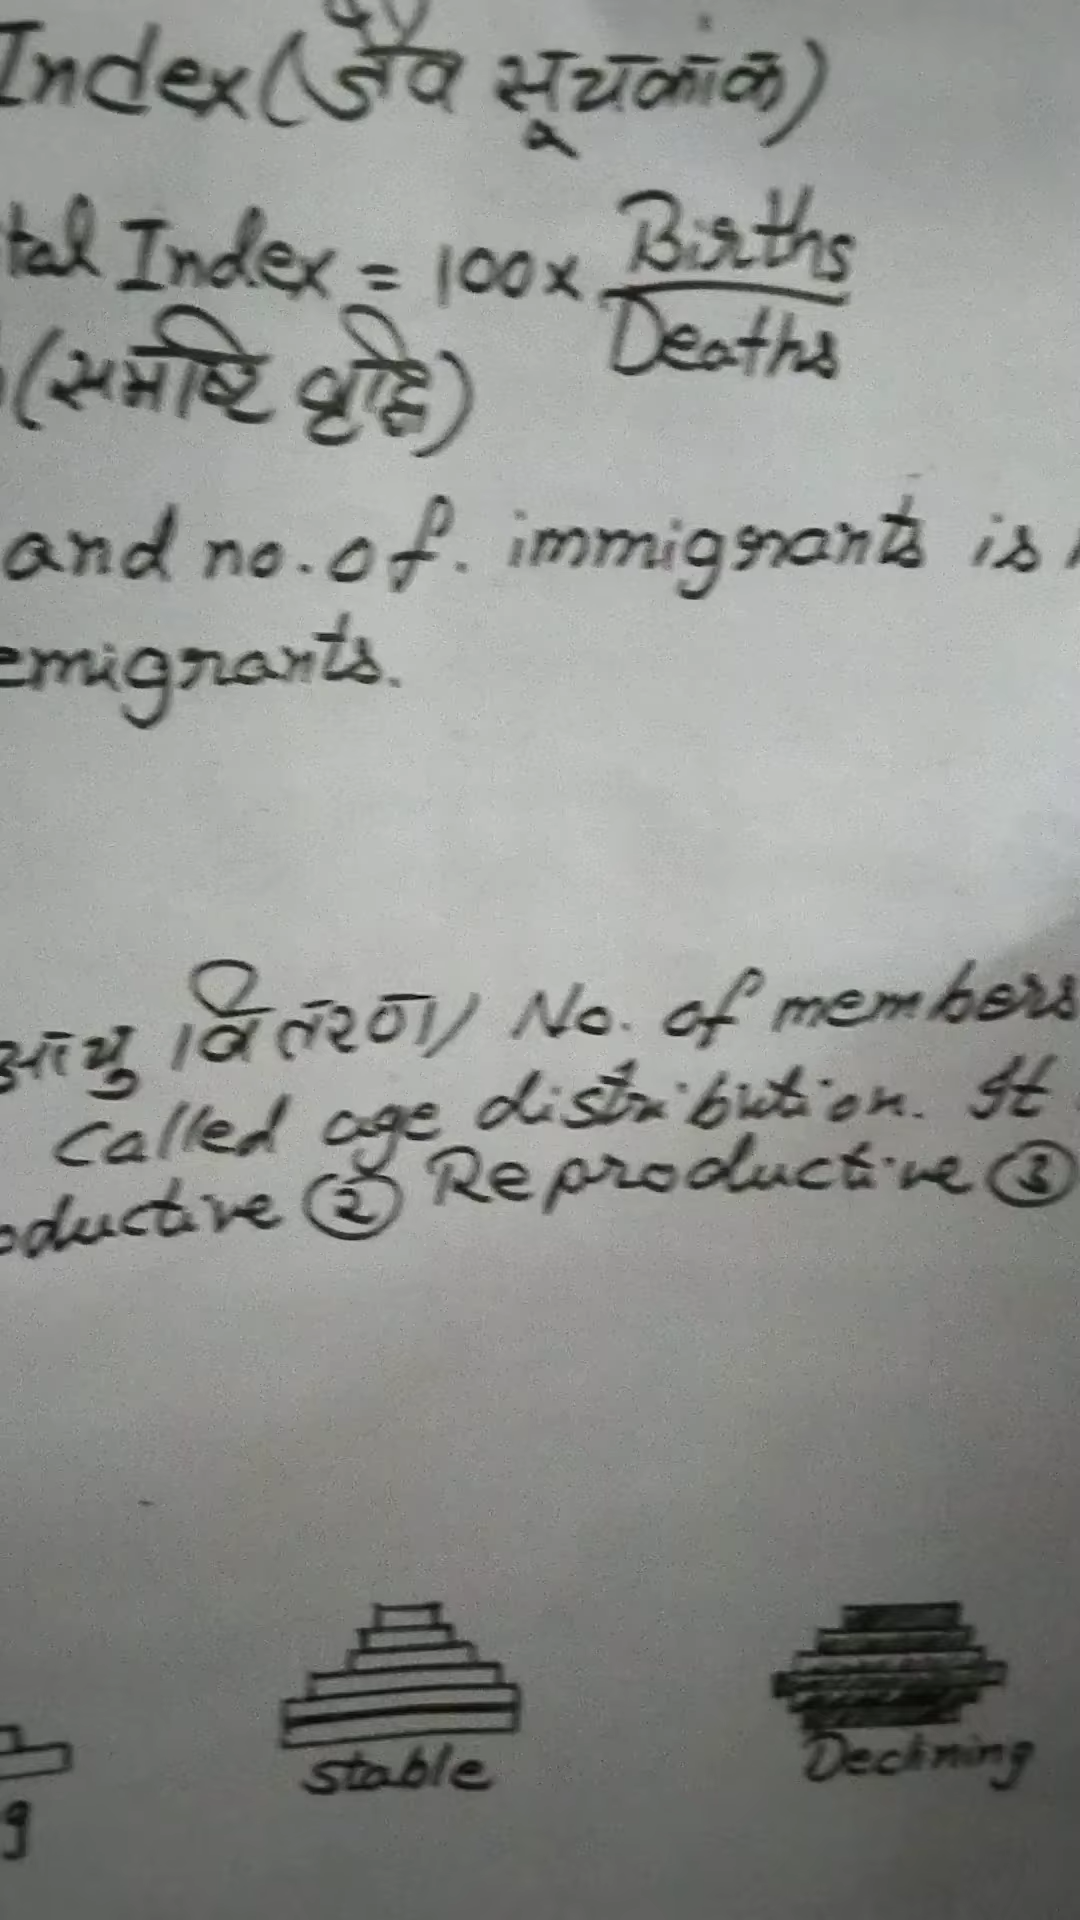 Index (जैव सूचकांक)
tal Index = 100 x Births
Deaths
(समष्टि वृद्धि)
and no. of. immigrants is
emigrants.
आयु वितरण) No. of members
called age distribution. It
oductive ② Reproductive ③
stable
Declining
g